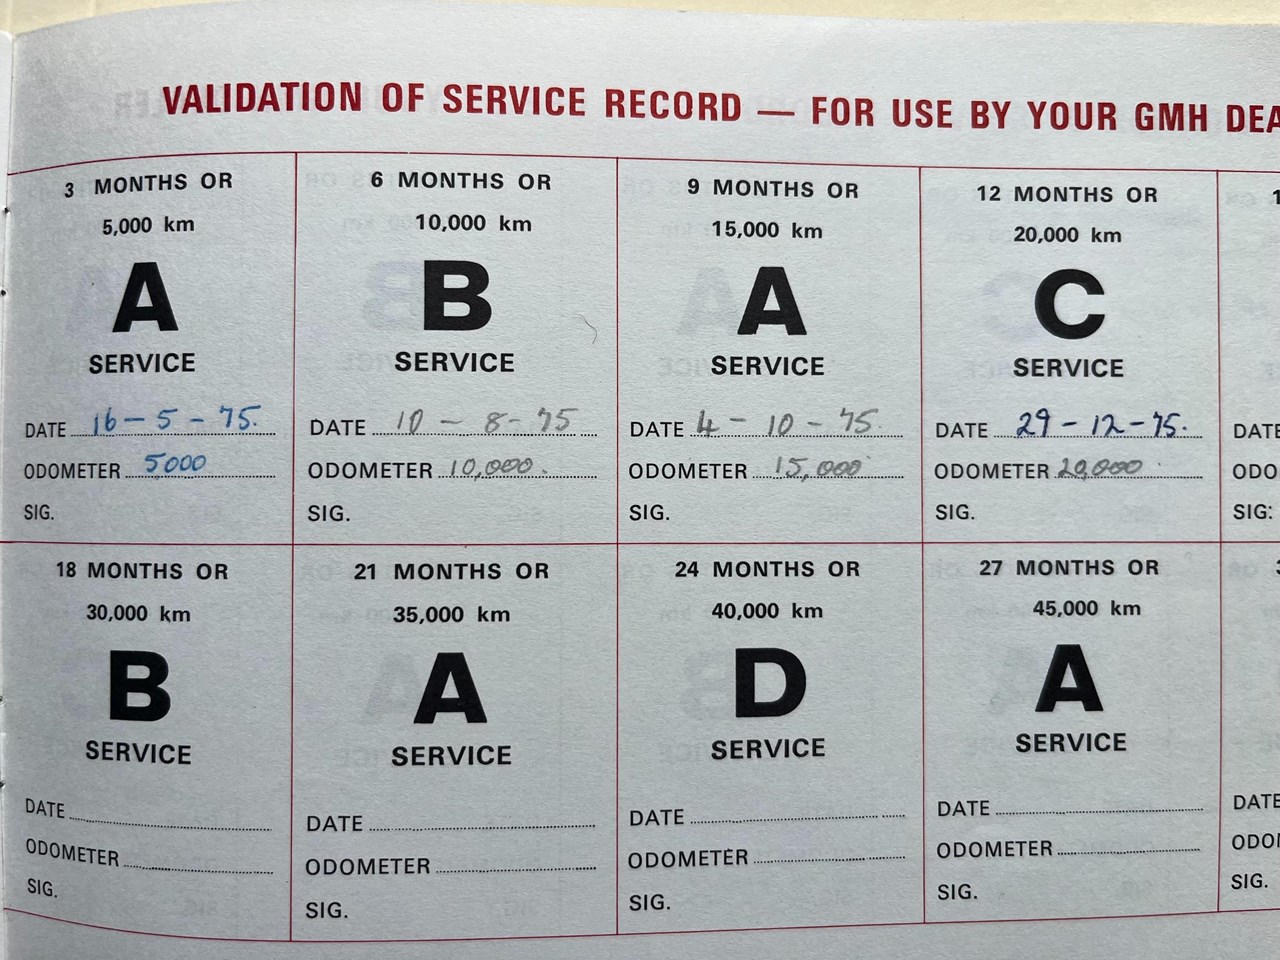 VALIDATION OF SERVICE RECORD — FOR USE BY YOUR GMH
3 MONTHS OR
5,000 km
A
SERVICE
DATE 16 - 5 - 75.
ODOMETER 5000
SIG.
6 MONTHS OR
10,000 km
B
SERVICE
DATE 10 - 8 - 75
ODOMETER 10,000.
SIG.
9 MONTHS OR
15,000 km
A
SERVICE
DATE 4 - 10 - 75.
ODOMETER 15,000
SIG.
12 MONTHS OR
20,000 km
C
SERVICE
DATE 29 - 12 - 75.
ODOMETER 20,000
SIG.
DATE
SIG:
18 MONTHS OR
30,000 km
B
SERVICE
DATE
ODOMETER
SIG.
21 MONTHS OR
35,000 km
A
SERVICE
DATE
ODOMETER
SIG.
24 MONTHS OR
40,000 km
D
SERVICE
DATE
ODOMETER
SIG.
27 MONTHS OR
45,000 km
A
SERVICE
DATE
ODOMETER
SIG.
DATE
SIG.